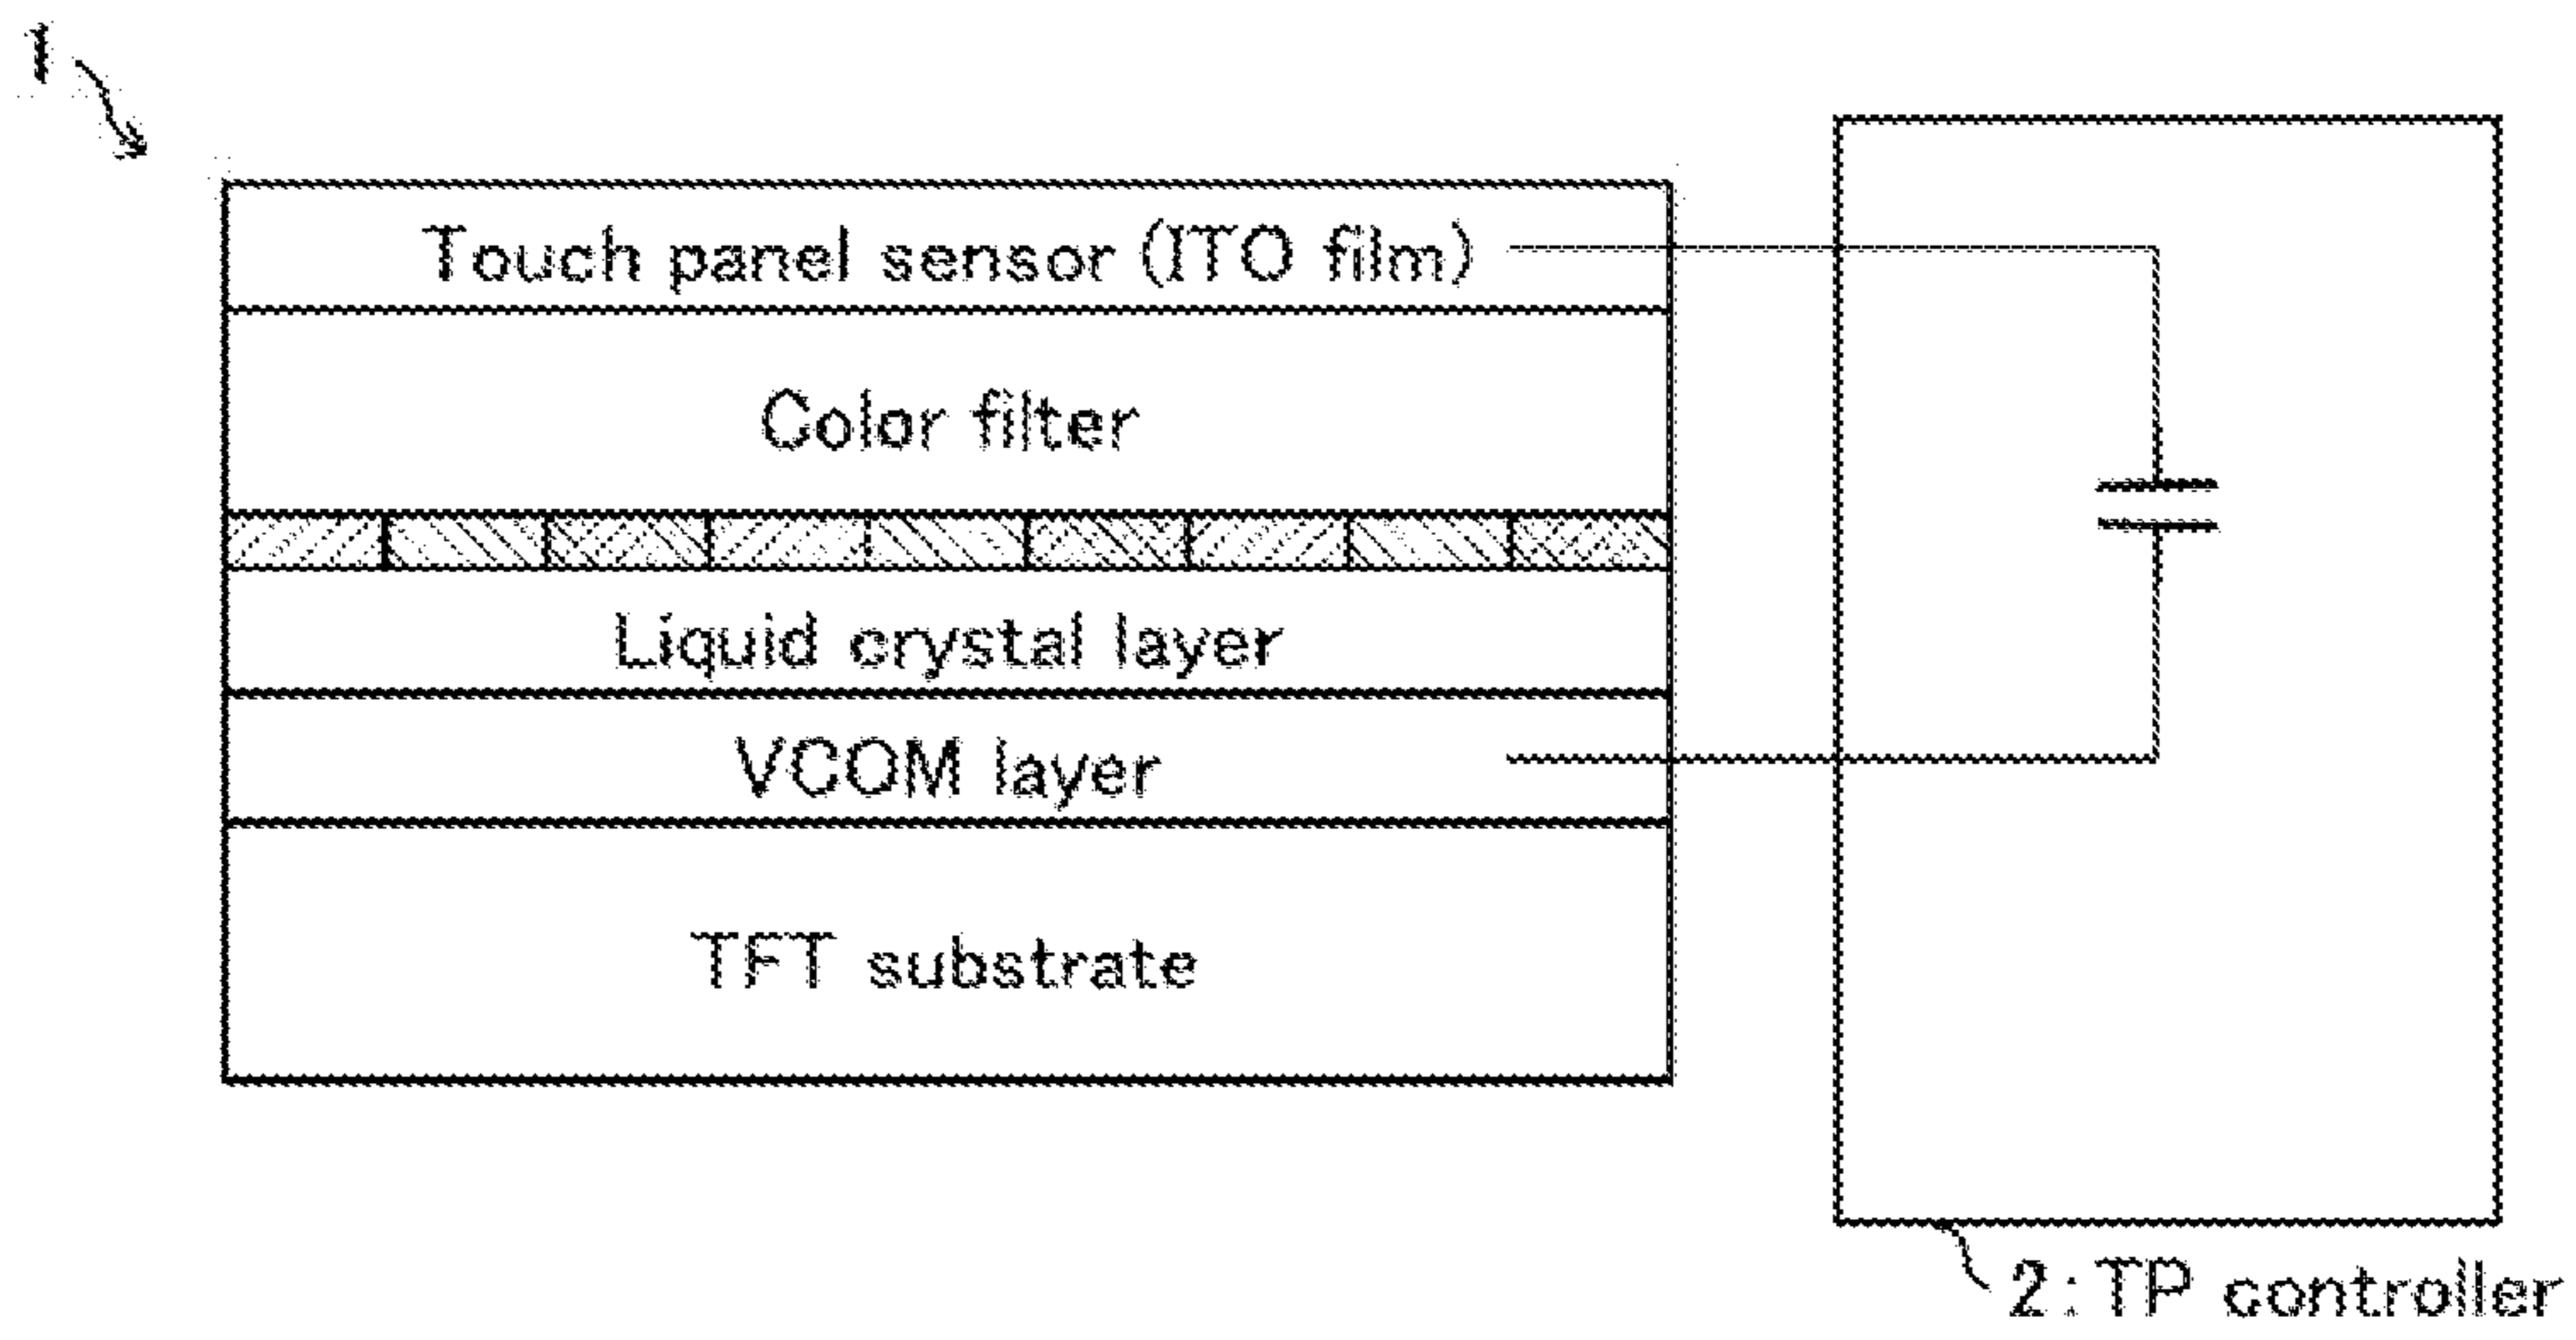 1
Touch panel sensor (ITO film)
Color filter
Liquid crystal layer
VCOM layer
TFT substrate
2: TP controller